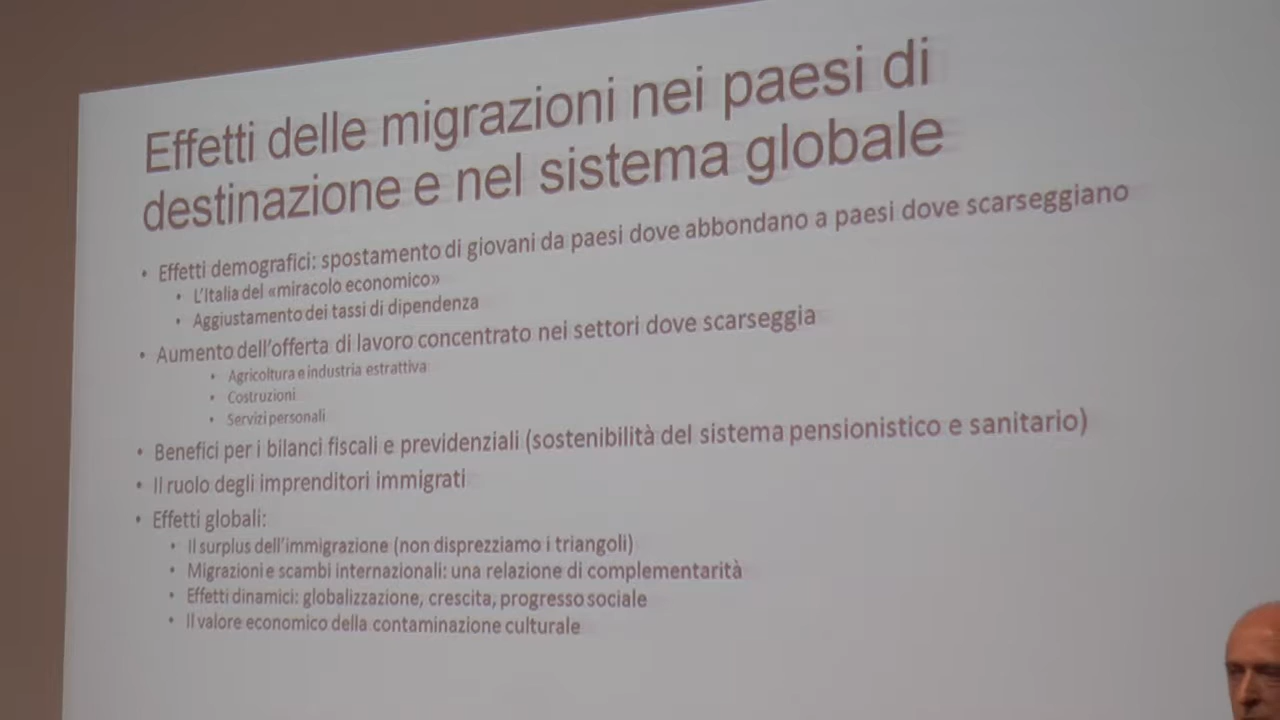 Effetti delle migrazioni nei paesi di
destinazione e nel sistema globale
• Effetti demografici: spostamento di giovani da paesi dove abbondano a paesi dove scarseggiano
• L'Italia del «miracolo economico»
• Aggiustamento dei tassi di dipendenza
• Aumento dell'offerta di lavoro concentrato nei settori dove scarseggia
• Agricoltura e industria estrattiva
• Costruzioni
• Servizi personali
• Benefici per i bilanci fiscali e previdenziali (sostenibilità del sistema pensionistico e sanitario)
• Il ruolo degli imprenditori immigrati
• Effetti globali:
• Il surplus dell'immigrazione (non disprezziamo i triangoli)
• Migrazioni e scambi internazionali: una relazione di complementarità
• Effetti dinamici: globalizzazione, crescita, progresso sociale
• Il valore economico della contaminazione culturale